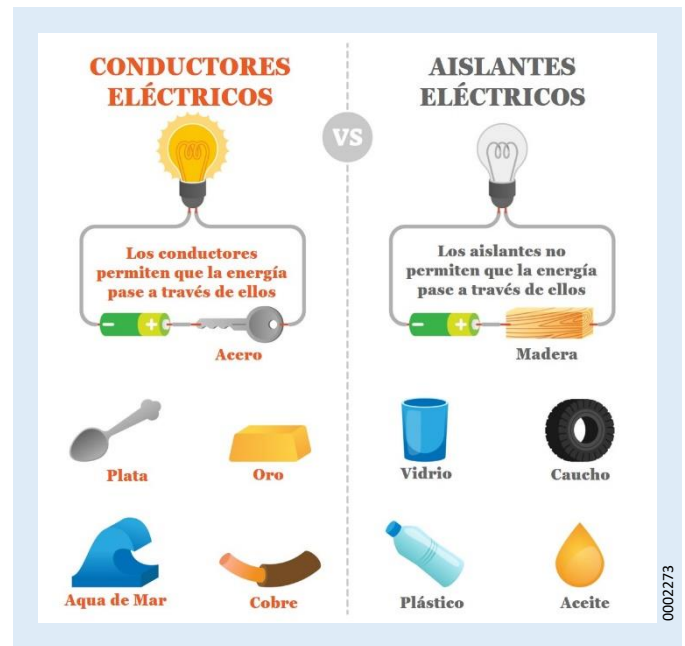 CONDUCTORES
ELÉCTRICOS
Los conductores
permiten que la energía
pase a través de ellos
−
+
Acero
Plata
Oro
Aqua de Mar
Cobre
VS
AISLANTES
ELÉCTRICOS
Los aislantes no
permiten que la energía
pase a través de ellos
−
+
Madera
Vidrio
Caucho
Plástico
Aceite
0002273